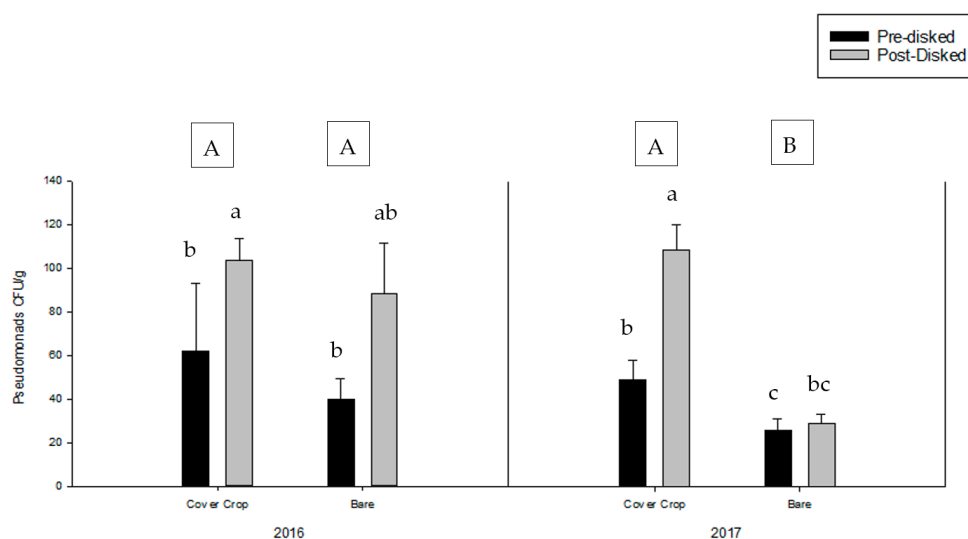 Pre-disked
Post-Disked
A A A B
140
120
100
80
60
40
20
0
Pseudomonads CFU/g
b a b ab b a c bc
Cover Crop Bare Cover Crop Bare
2016 2017